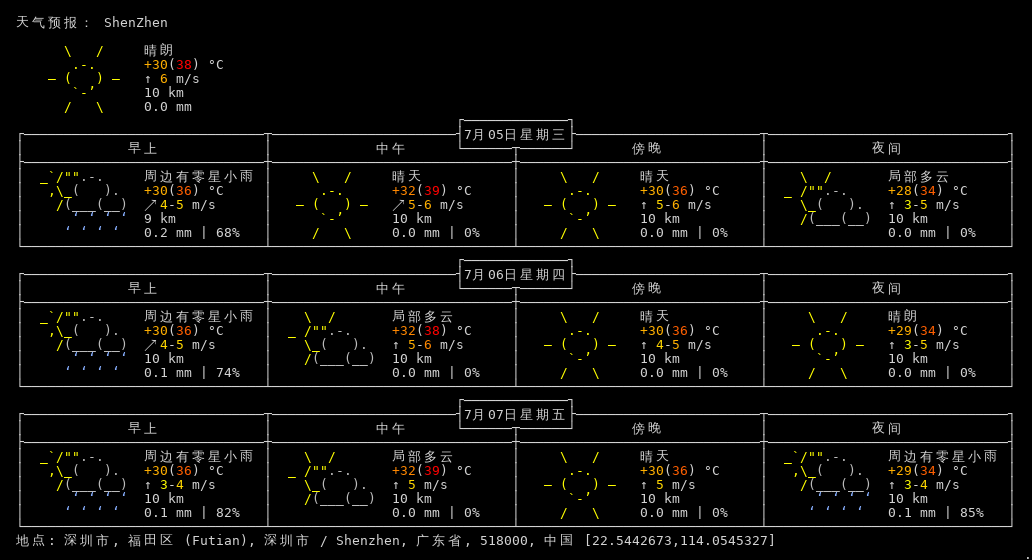 天气预报： ShenZhen
晴朗
+30(38) °C
↑ 6 m/s
10 km
0.0 mm
7月05日星期三
早上 中午 傍晚 夜间
周边有零星小雨 晴天 晴天 局部多云
+30(36) °C +32(39) °C +30(36) °C +28(34) °C
↗4-5 m/s ↗5-6 m/s ↑ 5-6 m/s ↑ 3-5 m/s
9 km 10 km 10 km 10 km
0.2 mm | 68% 0.0 mm | 0% 0.0 mm | 0% 0.0 mm | 0%
7月06日星期四
早上 中午 傍晚 夜间
周边有零星小雨 局部多云 晴天 晴朗
+30(36) °C +32(38) °C +30(36) °C +29(34) °C
↗4-5 m/s ↑ 5-6 m/s ↑ 4-5 m/s ↑ 3-5 m/s
10 km 10 km 10 km 10 km
0.1 mm | 74% 0.0 mm | 0% 0.0 mm | 0% 0.0 mm | 0%
7月07日星期五
早上 中午 傍晚 夜间
周边有零星小雨 局部多云 晴天 周边有零星小雨
+30(36) °C +32(39) °C +30(36) °C +29(34) °C
↑ 3-4 m/s ↑ 5 m/s ↑ 5 m/s ↑ 3-4 m/s
10 km 10 km 10 km 10 km
0.1 mm | 82% 0.0 mm | 0% 0.0 mm | 0% 0.1 mm | 85%
地点: 深圳市, 福田区 (Futian), 深圳市 / Shenzhen, 广东省, 518000, 中国 [22.5442673,114.0545327]